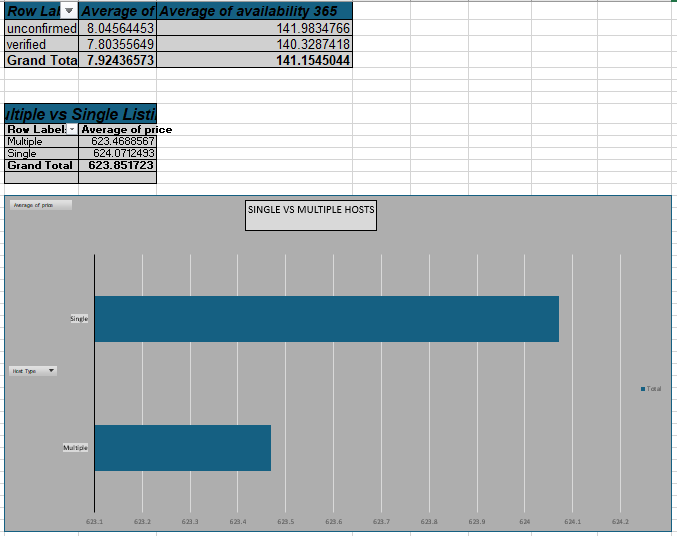 Row Lal Average of Average of availability 365
unconfirmed 8.04564453 141.9834766
verified 7.80355649 140.3287418
Grand Tota 7.92436573 141.1545044
ltiple vs Single Listi
Row Label: Average of price
Multiple 623.4688567
Single 624.0712493
Grand Total 623.851723
Average of price
SINGLE VS MULTIPLE HOSTS
Single
Host Type
Total
Multiple
623.1 623.2 623.3 623.4 623.5 623.6 623.7 623.8 623.9 624 624.1 624.2